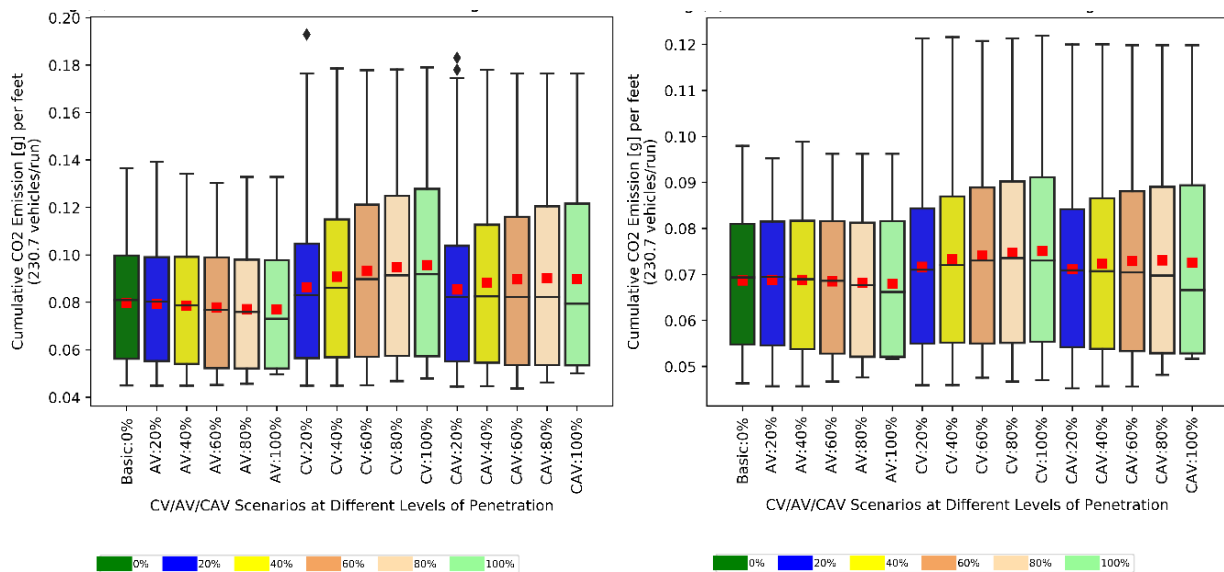 0.20
0.18
0.16
0.14
0.12
0.10
0.08
0.06
0.04
Cumulative CO2 Emission [g] per feet
(230.7 vehicles/run)
Basic:0%
AV:20%
AV:40%
AV:60%
AV:80%
AV:100%
CV:20%
CV:40%
CV:60%
CV:80%
CV:100%
CAV:20%
CAV:40%
CAV:60%
CAV:80%
CAV:100%
CV/AV/CAV Scenarios at Different Levels of Penetration
0% 20% 40% 60% 80% 100%
0.12
0.11
0.10
0.09
0.08
0.07
0.06
0.05
Cumulative CO2 Emission [g] per feet
(230.7 vehicles/run)
Basic:0%
AV:20%
AV:40%
AV:60%
AV:80%
AV:100%
CV:20%
CV:40%
CV:60%
CV:80%
CV:100%
CAV:20%
CAV:40%
CAV:60%
CAV:80%
CAV:100%
CV/AV/CAV Scenarios at Different Levels of Penetration
0% 20% 40% 60% 80% 100%